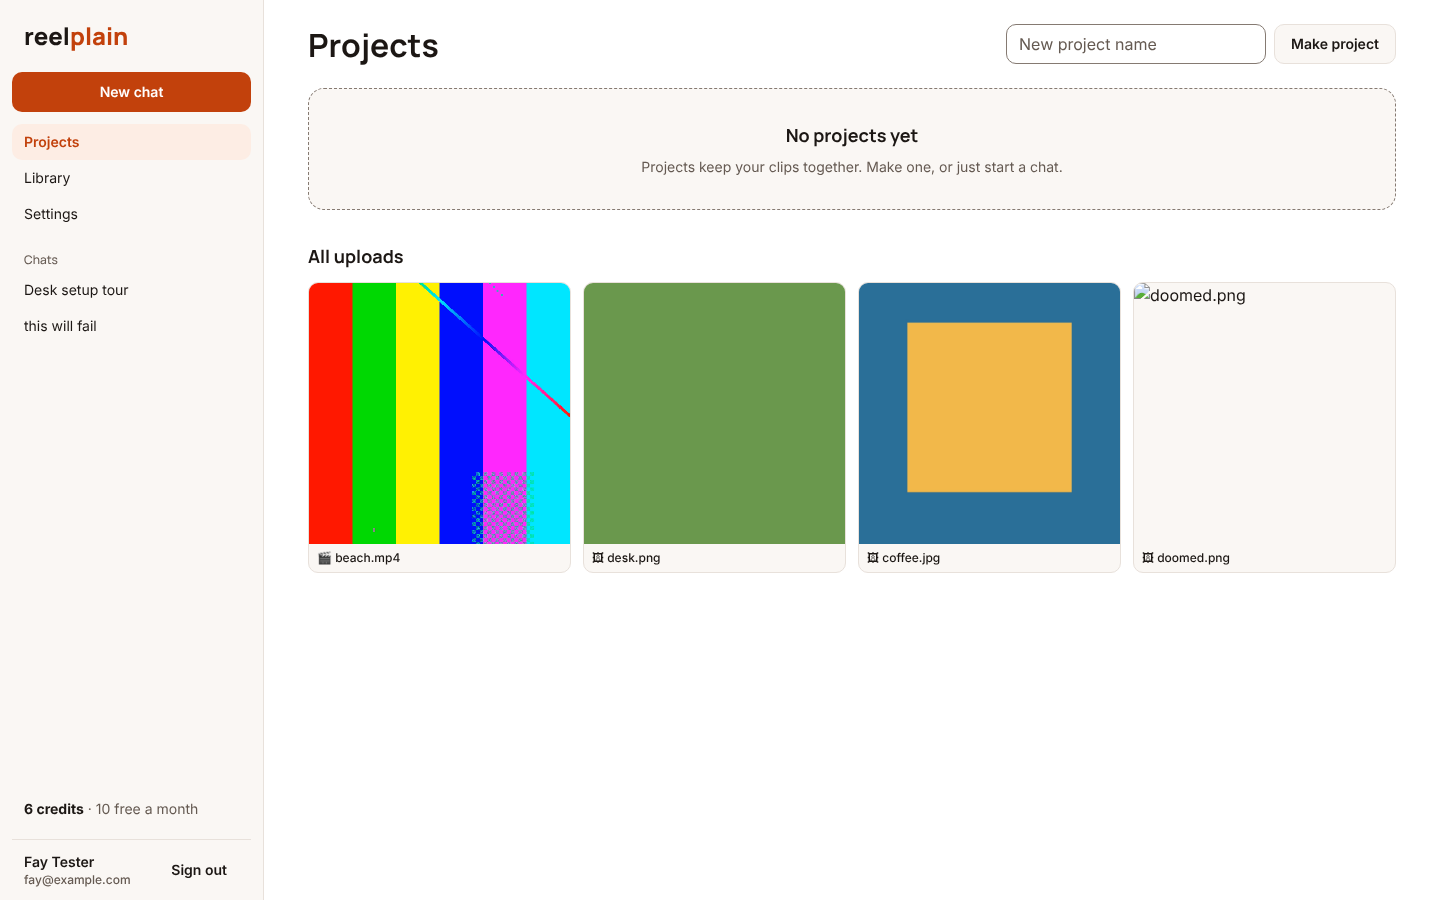 reelplain
New chat
Projects
Library
Settings
Chats
Desk setup tour
this will fail
6 credits · 10 free a month
Fay Tester
fay@example.com
Sign out
Projects
New project name
Make project
No projects yet
Projects keep your clips together. Make one, or just start a chat.
All uploads
doomed.png
🎬 beach.mp4
🖼 desk.png
🖼 coffee.jpg
🖼 doomed.png